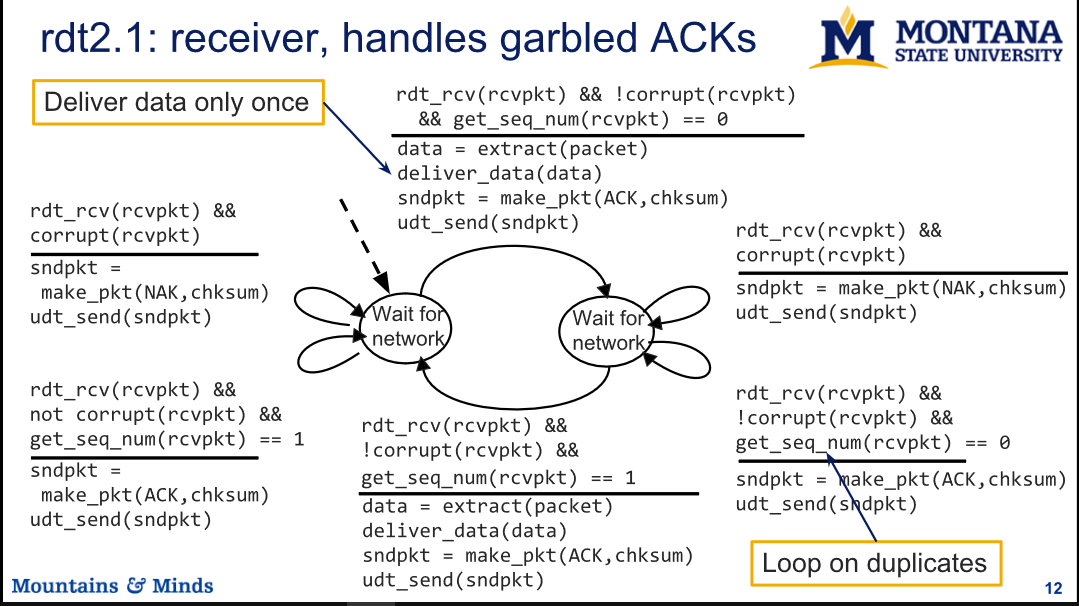 rdt2.1: receiver, handles garbled ACKs
MONTANA
STATE UNIVERSITY
Deliver data only once
rdt_rcv(rcvpkt) && !corrupt(rcvpkt)
&& get_seq_num(rcvpkt) == 0
data = extract(packet)
deliver_data(data)
sndpkt = make_pkt(ACK,chksum)
udt_send(sndpkt)
rdt_rcv(rcvpkt) &&
corrupt(rcvpkt)
sndpkt =
make_pkt(NAK,chksum)
udt_send(sndpkt)
rdt_rcv(rcvpkt) &&
corrupt(rcvpkt)
sndpkt = make_pkt(NAK,chksum)
udt_send(sndpkt)
Wait for
network
Wait for
network
rdt_rcv(rcvpkt) &&
not corrupt(rcvpkt) &&
get_seq_num(rcvpkt) == 1
sndpkt =
make_pkt(ACK,chksum)
udt_send(sndpkt)
rdt_rcv(rcvpkt) &&
!corrupt(rcvpkt) &&
get_seq_num(rcvpkt) == 1
data = extract(packet)
deliver_data(data)
sndpkt = make_pkt(ACK,chksum)
udt_send(sndpkt)
rdt_rcv(rcvpkt) &&
!corrupt(rcvpkt) &&
get_seq_num(rcvpkt) == 0
sndpkt = make_pkt(ACK,chksum)
udt_send(sndpkt)
Loop on duplicates
Mountains & Minds
12